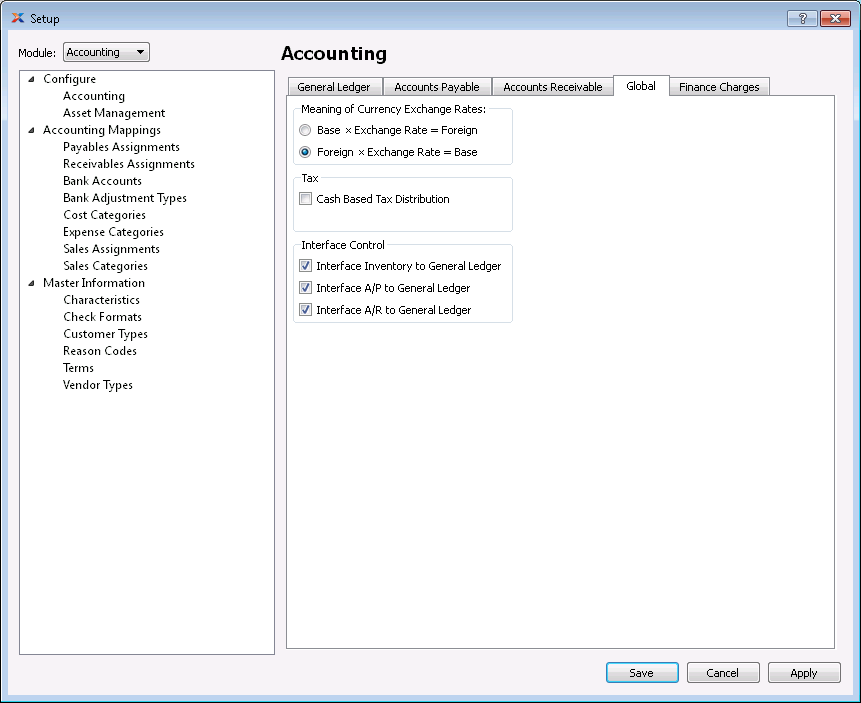 Setup
?
Module: Accounting
Configure
Accounting
Asset Management
Accounting Mappings
Payables Assignments
Receivables Assignments
Bank Accounts
Bank Adjustment Types
Cost Categories
Expense Categories
Sales Assignments
Sales Categories
Master Information
Characteristics
Check Formats
Customer Types
Reason Codes
Terms
Vendor Types
Accounting
General Ledger Accounts Payable Accounts Receivable Global Finance Charges
Meaning of Currency Exchange Rates:
Base × Exchange Rate = Foreign
Foreign × Exchange Rate = Base
Tax
Cash Based Tax Distribution
Interface Control
Interface Inventory to General Ledger
Interface A/P to General Ledger
Interface A/R to General Ledger
Save Cancel Apply